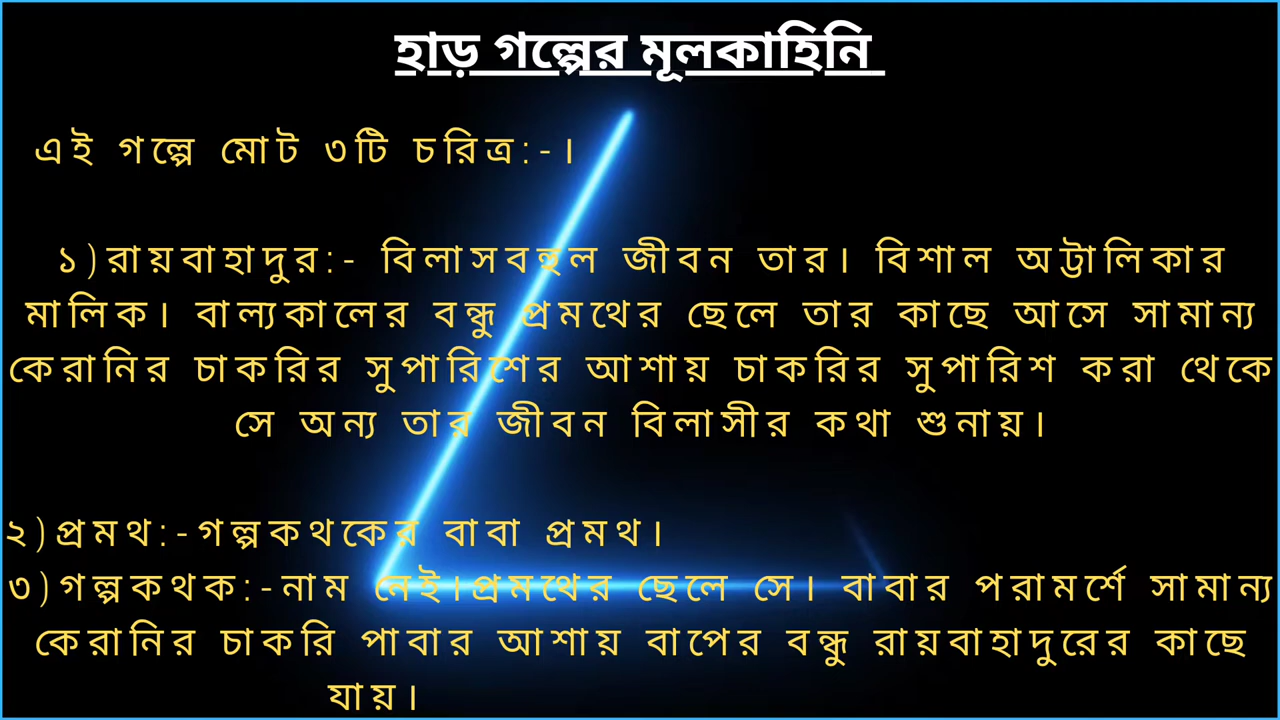 হাড় গল্পের মূলকাহিনি
এই গল্পে মোট ৩টি চরিত্র:-।
১)রায়বাহাদুর:- বিলাসবহুল জীবন তার। বিশাল অট্টালিকার
মালিক। বাল্যকালের বন্ধু প্রমথের ছেলে তার কাছে আসে সামান্য
কেরানির চাকরির সুপারিশের আশায় চাকরির সুপারিশ করা থেকে
সে অন্য তার জীবন বিলাসীর কথা শুনায়।
২)প্রমথ:-গল্পকথকের বাবা প্রমথ।
৩)গল্পকথক:-নাম নেই।প্রমথের ছেলে সে। বাবার পরামর্শে সামান্য
কেরানির চাকরি পাবার আশায় বাপের বন্ধু রায়বাহাদুরের কাছে
যায়।